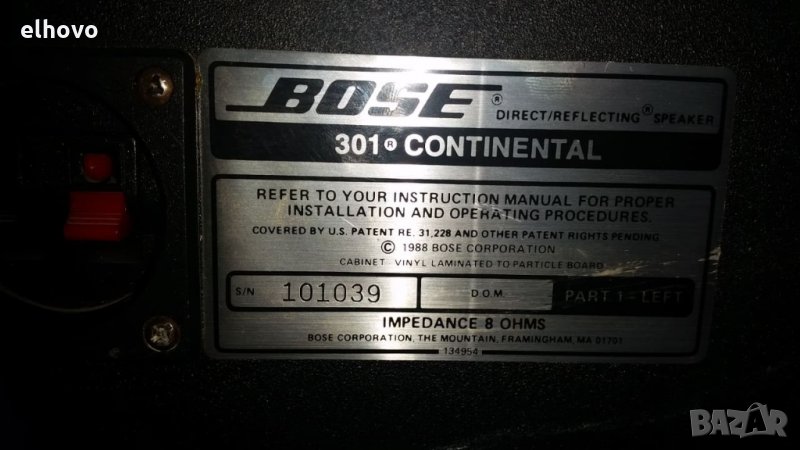 elhovo
BOSE® DIRECT/REFLECTING® SPEAKER
301® CONTINENTAL
REFER TO YOUR INSTRUCTION MANUAL FOR PROPER
INSTALLATION AND OPERATING PROCEDURES.
COVERED BY U.S. PATENT RE. 31,228 AND OTHER PATENT RIGHTS PENDING
© 1988 BOSE CORPORATION
CABINET - VINYL LAMINATED TO PARTICLE BOARD
S/N 101039 D.O.M. PART 1 = LEFT
IMPEDANCE 8 OHMS
BOSE CORPORATION, THE MOUNTAIN, FRAMINGHAM, MA 01701
134954
BAZAR